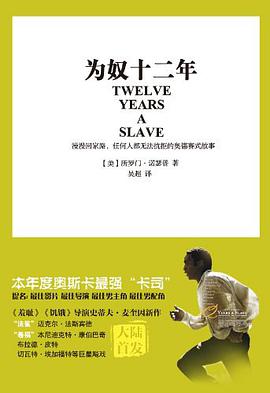 为奴十二年
TWELVE
YEARS
A
SLAVE
漫漫回家路，任何人都无法抗拒的奥德赛式故事
【美】所罗门·诺瑟普 著
吴超 译
本年度奥斯卡最强“卡司”
提名：最佳影片 最佳导演 最佳男主角 最佳男配角
《羞耻》《饥饿》导演史蒂夫·麦奎因新作
“法鲨” 迈克尔·法斯宾德
“卷福” 本尼迪克特·康伯巴奇
布拉德·皮特
切瓦特·埃加福特等巨星飚戏
大陆
首发
YEARS A SLAVE